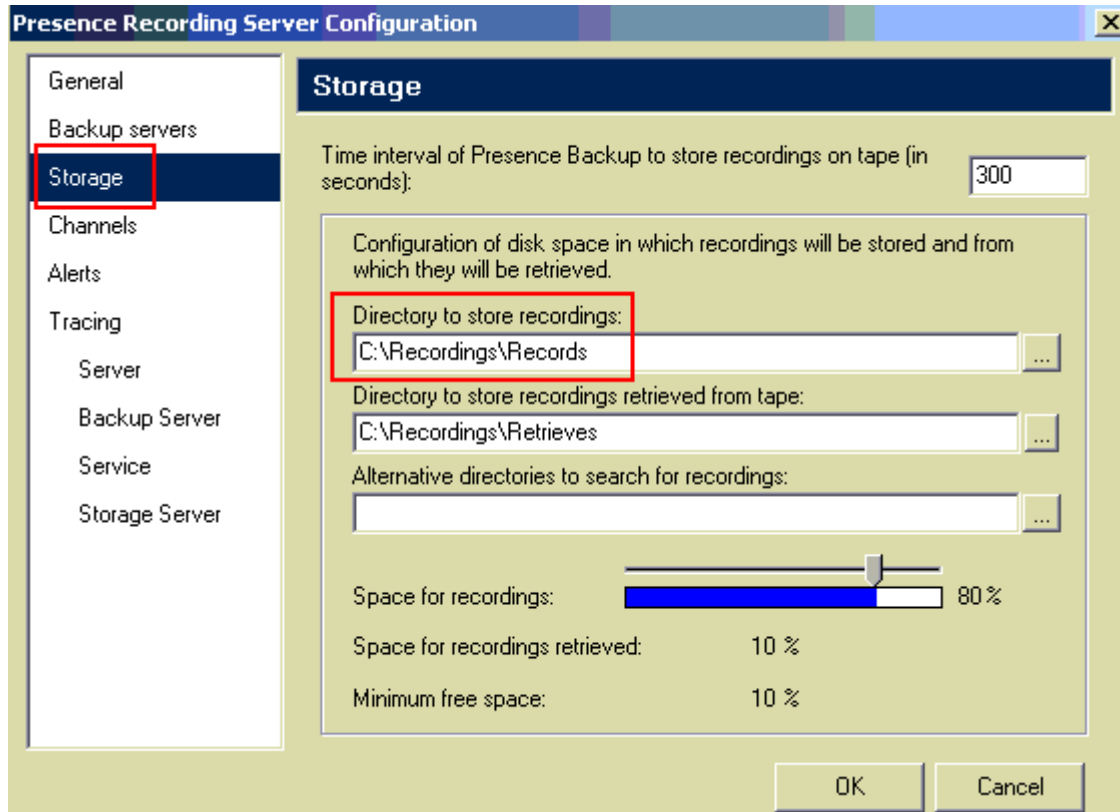 Presence Recording Server Configuration
General
Backup servers
Storage
Channels
Alerts
Tracing
Server
Backup Server
Service
Storage Server
Storage
Time interval of Presence Backup to store recordings on tape (in
seconds):
300
Configuration of disk space in which recordings will be stored and from
which they will be retrieved.
Directory to store recordings:
C:\Recordings\Records
...
Directory to store recordings retrieved from tape:
C:\Recordings\Retrieves
...
Alternative directories to search for recordings:
...
Space for recordings: 80 %
Space for recordings retrieved: 10 %
Minimum free space: 10 %
OK Cancel